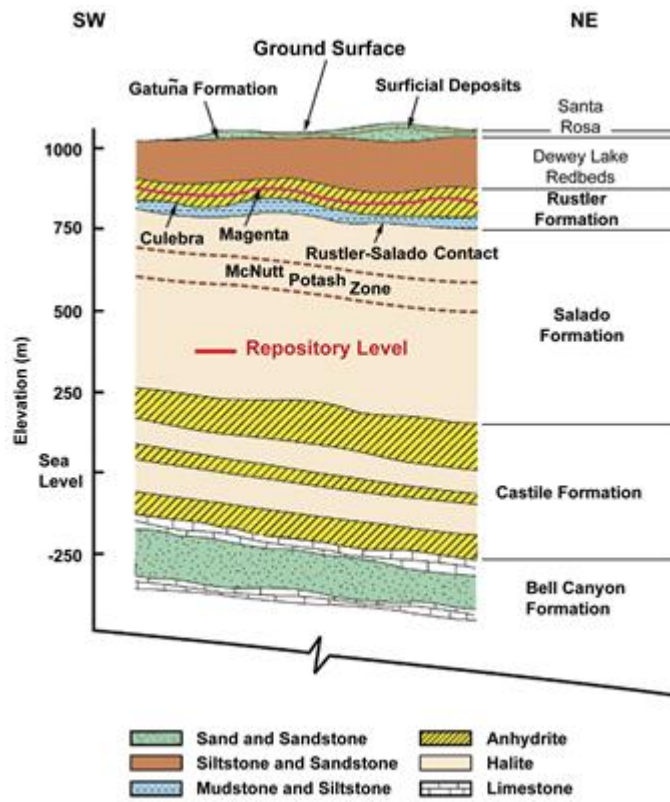 SW
NE
Ground Surface
Gatuña Formation
Surficial Deposits
Santa
Rosa
1000
Dewey Lake
Redbeds
Rustler
Formation
750
Culebra
Magenta
Rustler-Salado Contact
McNutt
Potash
Zone
500
Salado
Formation
Repository Level
Elevation (m)
250
Sea
Level
Castile Formation
-250
Bell Canyon
Formation
Sand and Sandstone
Anhydrite
Siltstone and Sandstone
Halite
Mudstone and Siltstone
Limestone